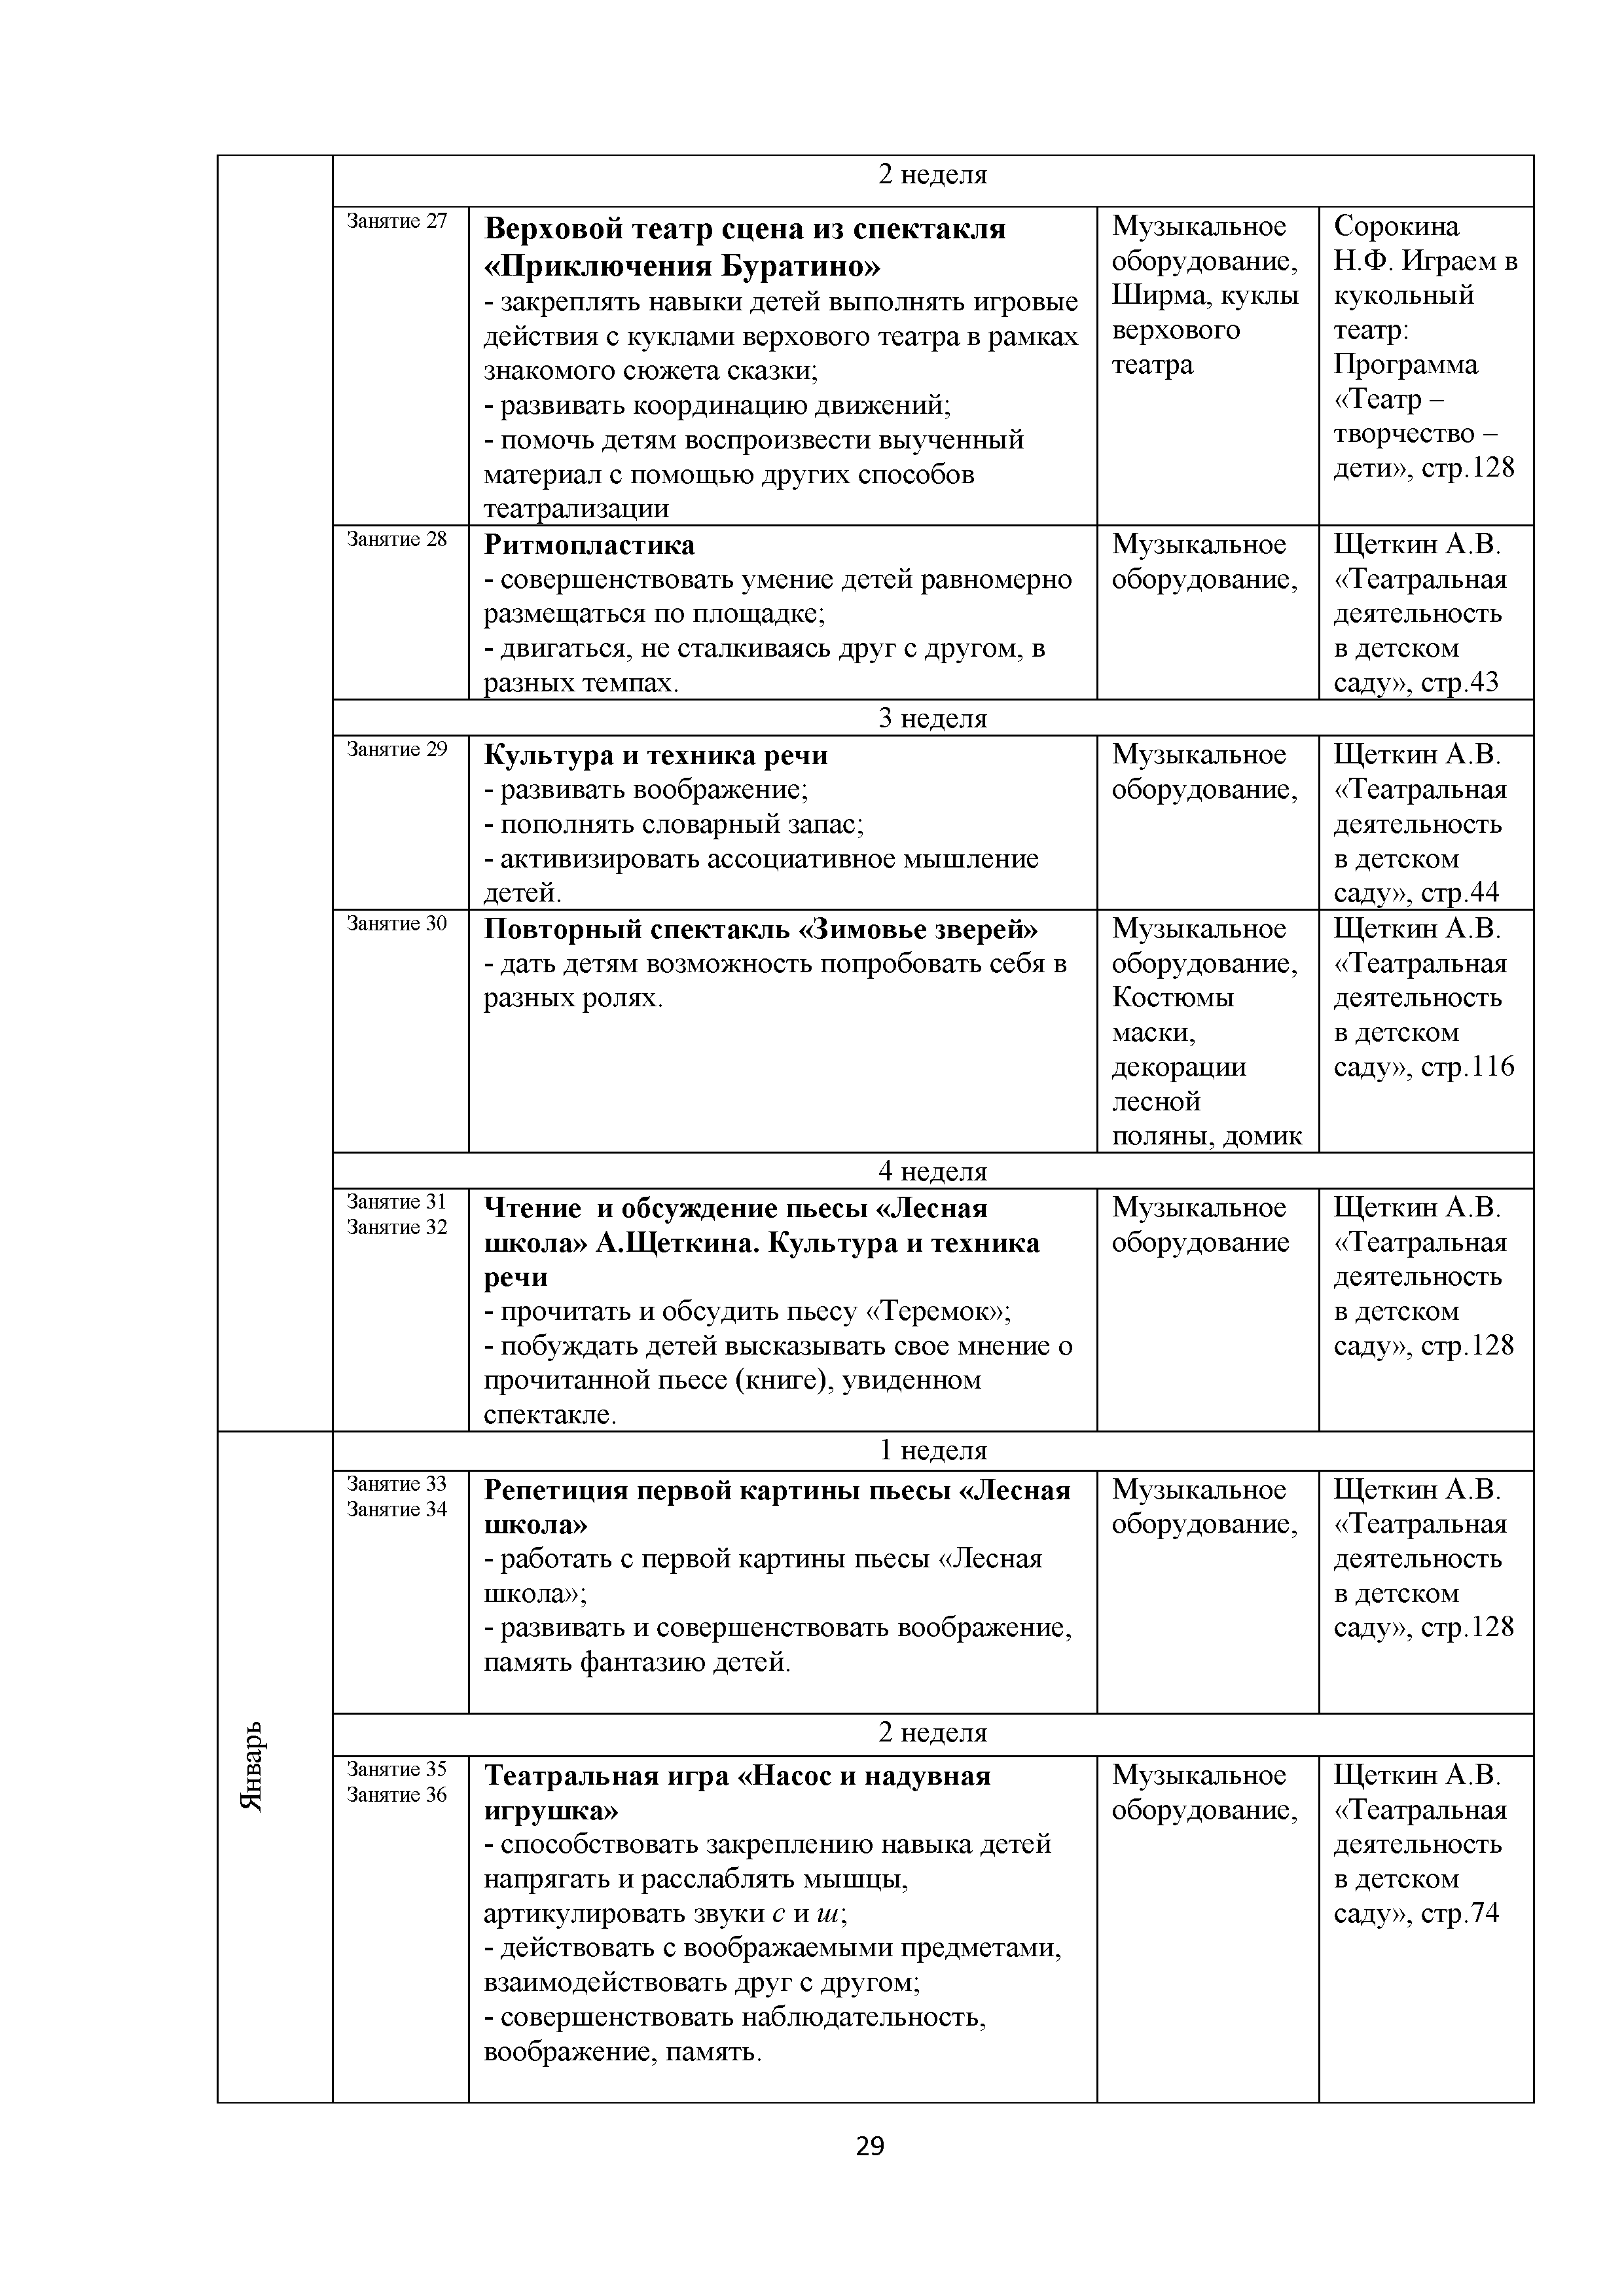 2 неделя
Занятие 27
Верховой театр сцена из спектакля
«Приключения Буратино»
- закреплять навыки детей выполнять игровые
действия с куклами верхового театра в рамках
знакомого сюжета сказки;
- развивать координацию движений;
- помочь детям воспроизвести выученный
материал с помощью других способов
театрализации
Музыкальное
оборудование,
Ширма, куклы
верхового
театра
Сорокина
Н.Ф. Играем в
кукольный
театр:
Программа
«Театр –
творчество –
дети», стр.128
Занятие 28
Ритмопластика
- совершенствовать умение детей равномерно
размещаться по площадке;
- двигаться, не сталкиваясь друг с другом, в
разных темпах.
Музыкальное
оборудование,
Щеткин А.В.
«Театральная
деятельность
в детском
саду», стр.43
3 неделя
Занятие 29
Культура и техника речи
- развивать воображение;
- пополнять словарный запас;
- активизировать ассоциативное мышление
детей.
Музыкальное
оборудование,
Щеткин А.В.
«Театральная
деятельность
в детском
саду», стр.44
Занятие 30
Повторный спектакль «Зимовье зверей»
- дать детям возможность попробовать себя в
разных ролях.
Музыкальное
оборудование,
Костюмы
маски,
декорации
лесной
поляны, домик
Щеткин А.В.
«Театральная
деятельность
в детском
саду», стр.116
4 неделя
Занятие 31
Занятие 32
Чтение  и обсуждение пьесы «Лесная
школа» А.Щеткина. Культура и техника
речи
- прочитать и обсудить пьесу «Теремок»;
- побуждать детей высказывать свое мнение о
прочитанной пьесе (книге), увиденном
спектакле.
Музыкальное
оборудование
Щеткин А.В.
«Театральная
деятельность
в детском
саду», стр.128
Январь
1 неделя
Занятие 33
Занятие 34
Репетиция первой картины пьесы «Лесная
школа»
- работать с первой картины пьесы «Лесная
школа»;
- развивать и совершенствовать воображение,
память фантазию детей.
Музыкальное
оборудование,
Щеткин А.В.
«Театральная
деятельность
в детском
саду», стр.128
2 неделя
Занятие 35
Занятие 36
Театральная игра «Насос и надувная
игрушка»
- способствовать закреплению навыка детей
напрягать и расслаблять мышцы,
артикулировать звуки с и ш;
- действовать с воображаемыми предметами,
взаимодействовать друг с другом;
- совершенствовать наблюдательность,
воображение, память.
Музыкальное
оборудование,
Щеткин А.В.
«Театральная
деятельность
в детском
саду», стр.74
29